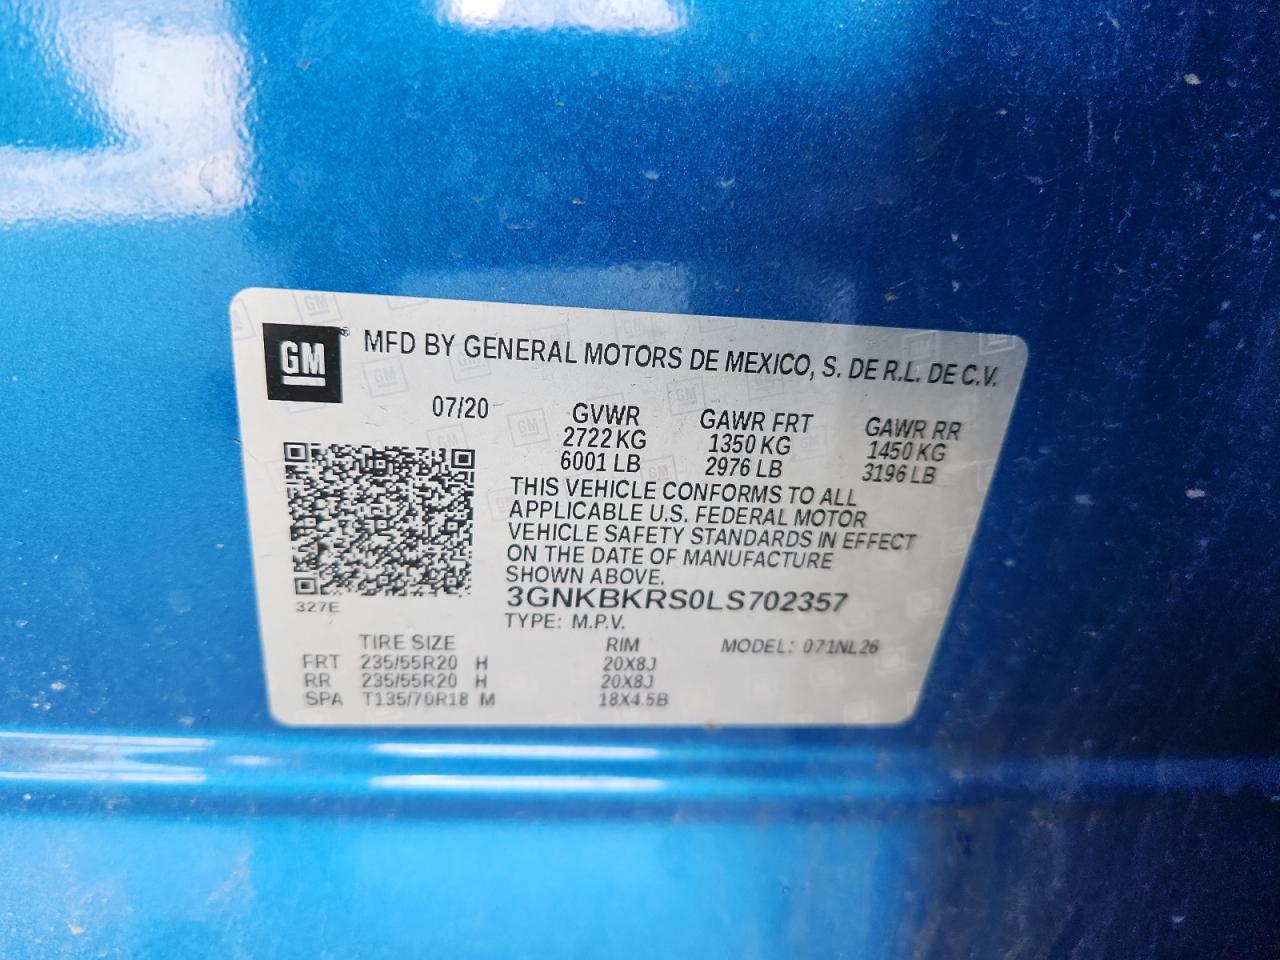 GM
MFD BY GENERAL MOTORS DE MEXICO, S. DE R.L. DE C.V.
07/20 GVWR GAWR FRT GAWR RR
2722 KG 1350 KG 1450 KG
6001 LB 2976 LB 3196 LB
THIS VEHICLE CONFORMS TO ALL
APPLICABLE U.S. FEDERAL MOTOR
VEHICLE SAFETY STANDARDS IN EFFECT
ON THE DATE OF MANUFACTURE
SHOWN ABOVE.
327E
3GNKBKRS0LS702357
TYPE: M.P.V.
TIRE SIZE RIM MODEL: 071NL26
FRT 235/55R20 H 20X8J
RR 235/55R20 H 20X8J
SPA T135/70R18 M 18X4.5B